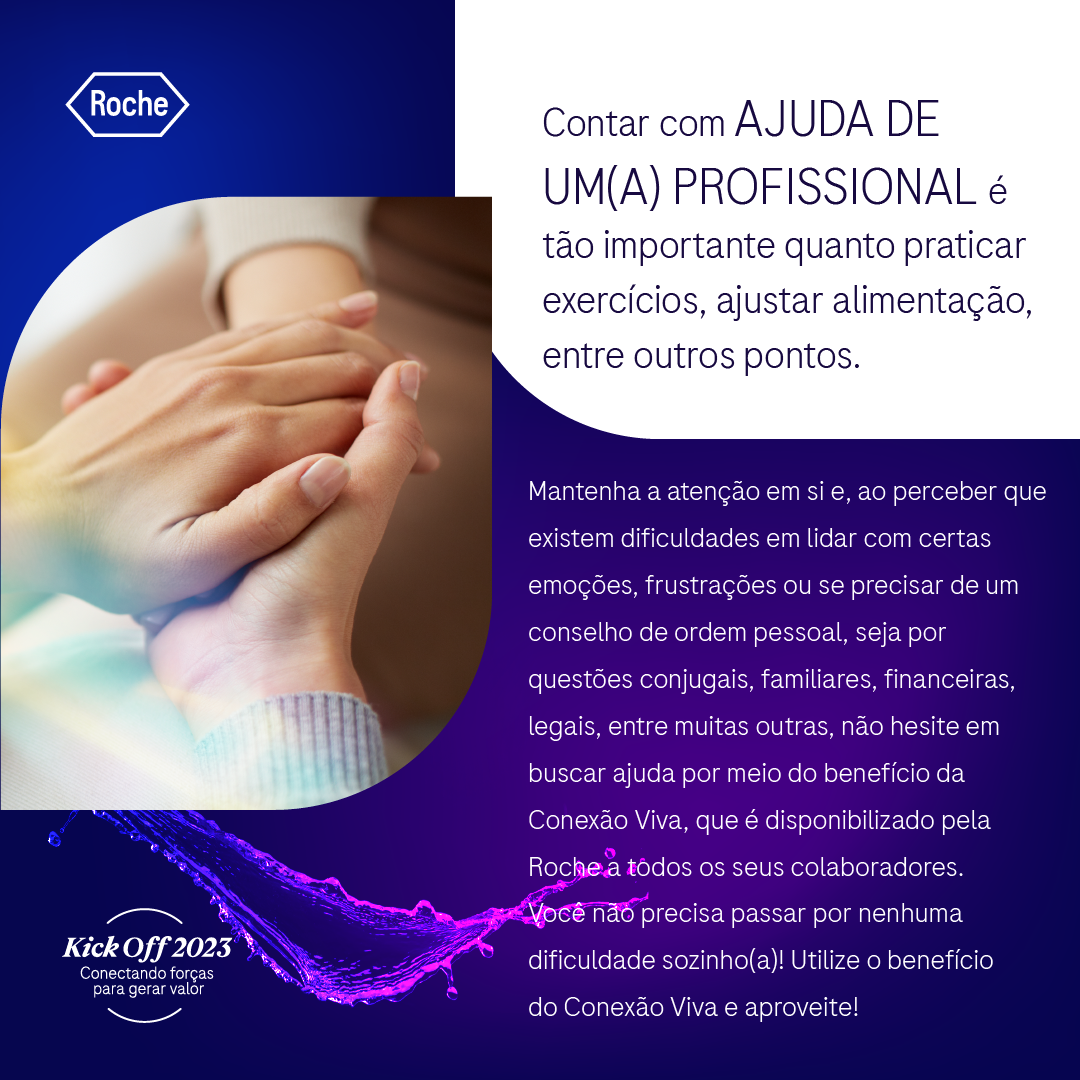 Roche
Contar com AJUDA DE
UM(A) PROFISSIONAL é
tão importante quanto praticar
exercícios, ajustar alimentação,
entre outros pontos.
Mantenha a atenção em si e, ao perceber que
existem dificuldades em lidar com certas
emoções, frustrações ou se precisar de um
conselho de ordem pessoal, seja por
questões conjugais, familiares, financeiras,
legais, entre muitas outras, não hesite em
buscar ajuda por meio do benefício da
Conexão Viva, que é disponibilizado pela
Roche a todos os seus colaboradores.
Você não precisa passar por nenhuma
dificuldade sozinho(a)! Utilize o benefício
do Conexão Viva e aproveite!
Kick Off 2023
Conectando forças
para gerar valor